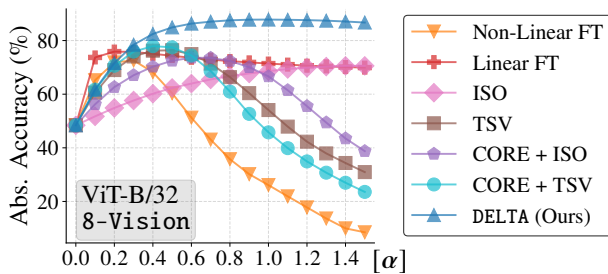 Abs. Accuracy (%)
80
60
40
20
ViT-B/32
8-Vision
0.0 0.2 0.4 0.6 0.8 1.0 1.2 1.4 [α]
Non-Linear FT
Linear FT
ISO
TSV
CORE + ISO
CORE + TSV
DELTA (Ours)